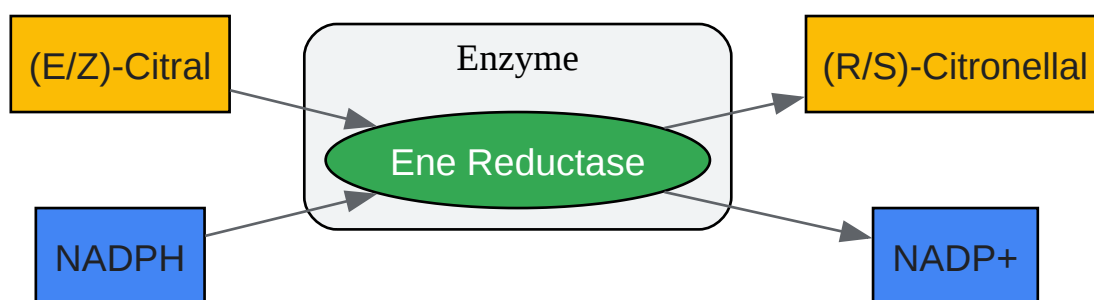 (E/Z)-Citral
Enzyme
(R/S)-Citronellal
Ene Reductase
NADPH
NADP+